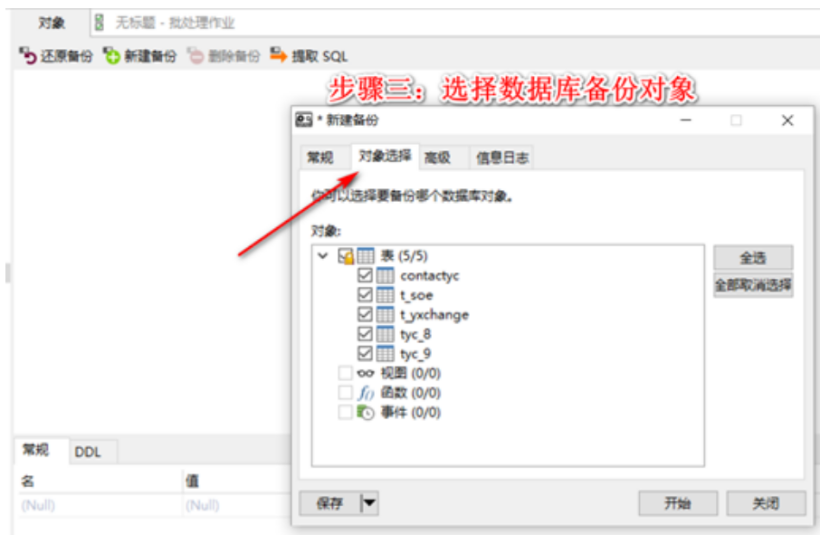 对象 无标题 - 批处理作业
还原备份 新建备份 删除备份 提取 SQL
步骤三：选择数据库备份对象
* 新建备份
常规 对象选择 高级 信息日志
你可以选择要备份哪个数据库对象。
对象:
表 (5/5)
全选
contactyc
全部取消选择
t_soe
t_yxchange
tyc_8
tyc_9
视图 (0/0)
f() 函数 (0/0)
事件 (0/0)
常规 DDL
名 值
(Null) (Null)
保存 开始 关闭